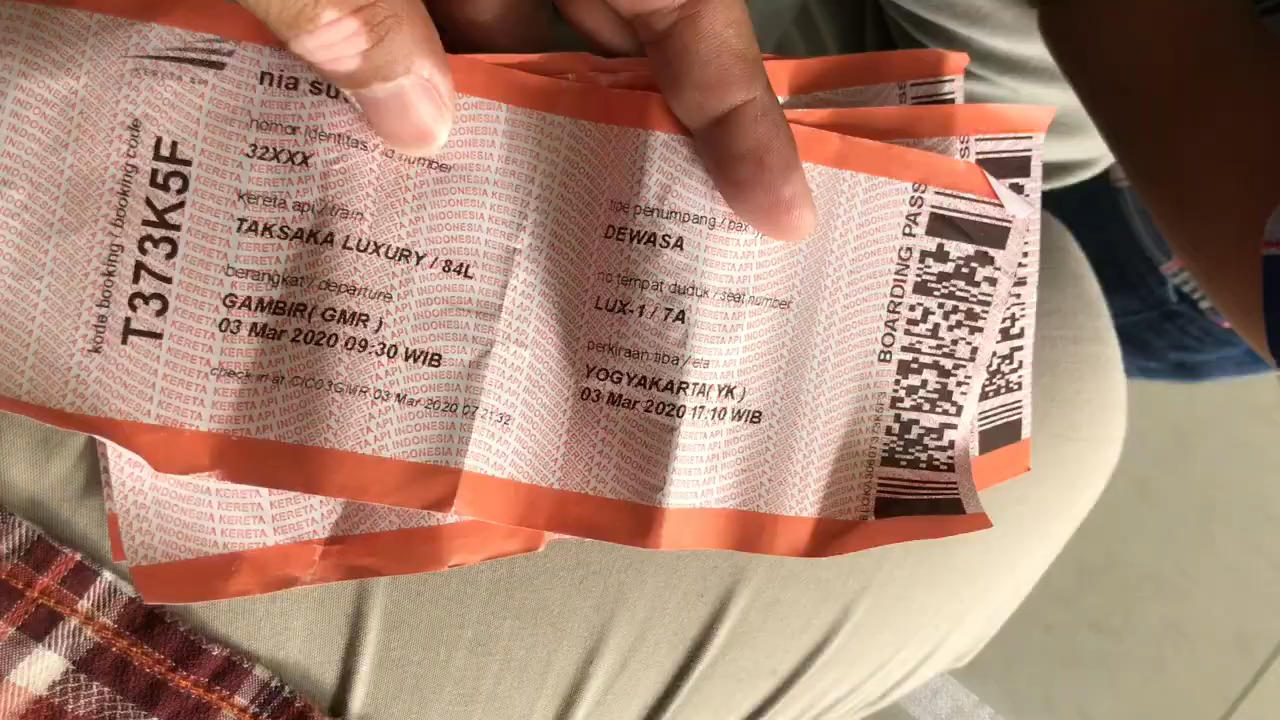 nia
nomor identitas / id number
32XXX
kereta api / train
TAKSAKA LUXURY / 84L
berangkat / departure
GAMBIR( GMR )
03 Mar 2020 09:30 WIB
check in at CIC03GMR 03 Mar 2020 07:21:32
kode booking / booking code
T373K5F
tipe penumpang / pax
DEWASA
no tempat duduk / seat number
LUX-1 / 7A
perkiraan tiba / eta
YOGYAKARTA( YK )
03 Mar 2020 17:10 WIB
BOARDING PASS
KERETA API INDONESIA